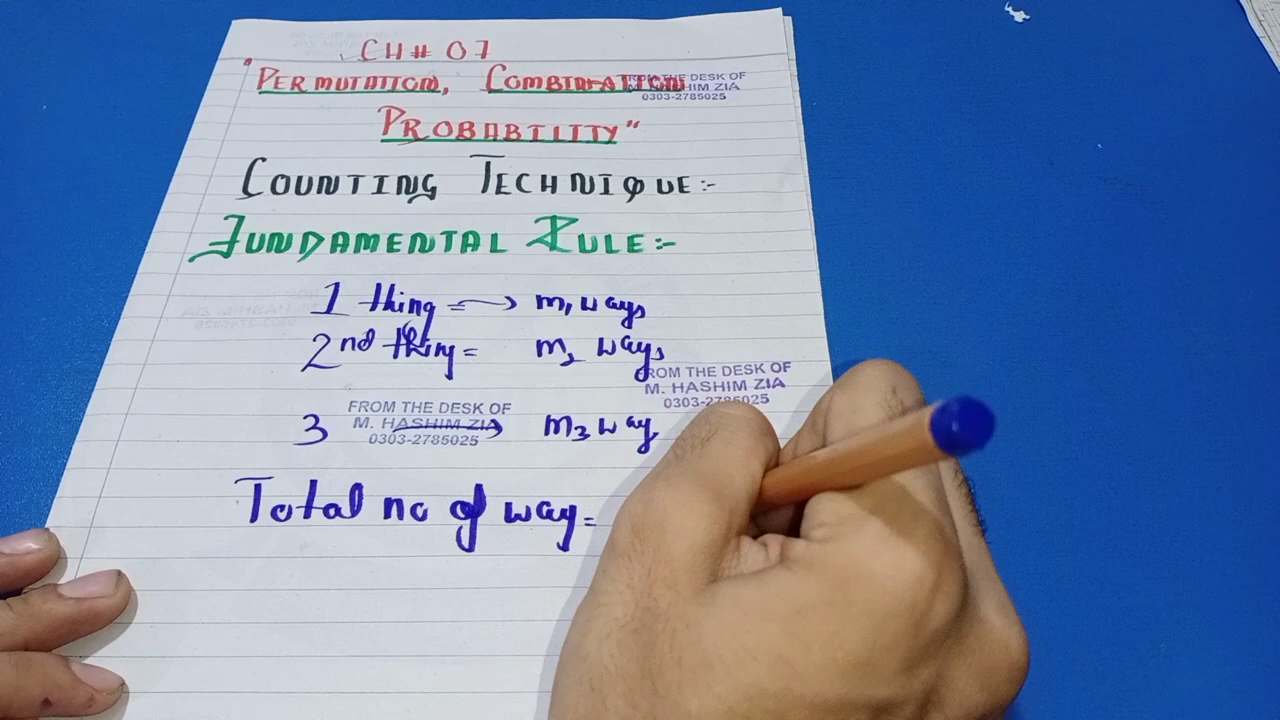 CH # 07
"PERMUTATION, COMBINATION
FROM THE DESK OF
M. HASHIM ZIA
0303-2785025
PROBABILITY"
COUNTING TECHNIQUE:-
FUNDAMENTAL RULE:-
1 thing = → m1 ways
2nd thing = m2 ways
FROM THE DESK OF
M. HASHIM ZIA
0303-2785025
3 → m3 way
FROM THE DESK OF
M. HASHIM ZIA
0303-2785025
Total no of way =